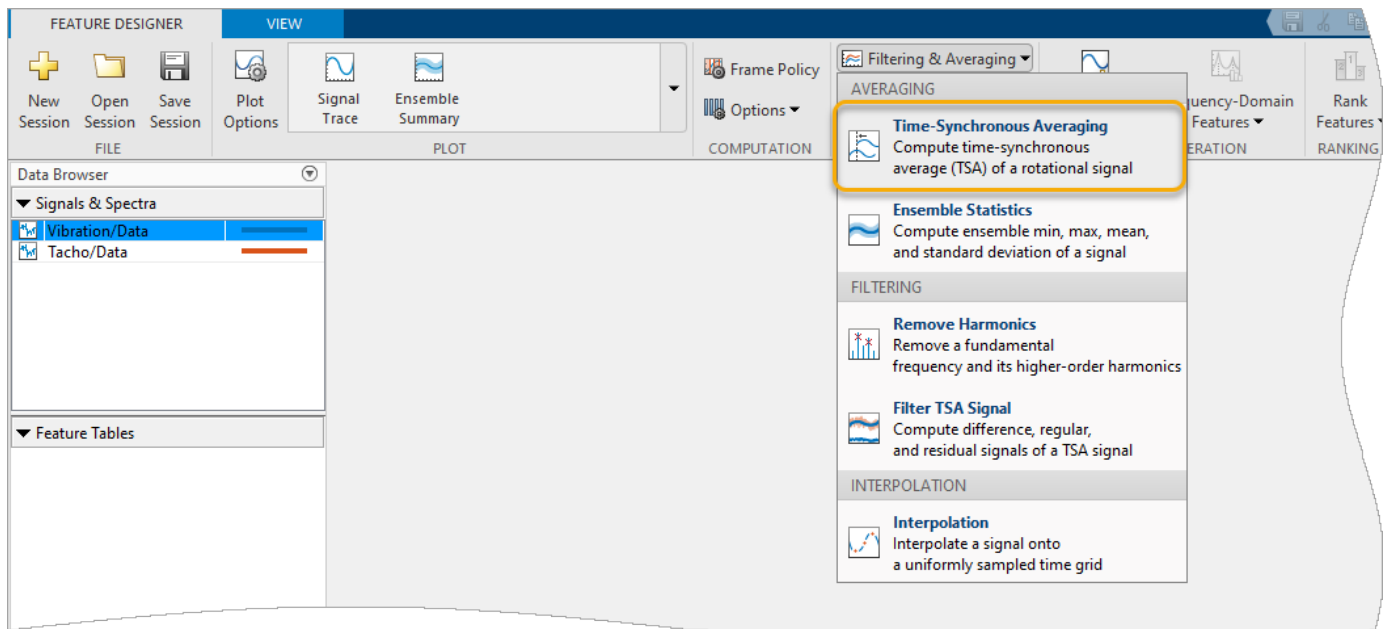 FEATURE DESIGNER
VIEW
New
Session
Open
Session
Save
Session
FILE
Plot
Options
Signal
Trace
Ensemble
Summary
PLOT
Frame Policy
Options
COMPUTATION
Filtering & Averaging
Features
Rank
Features
RANKING
AVERAGING
Time-Synchronous Averaging
Compute time-synchronous
average (TSA) of a rotational signal
Ensemble Statistics
Compute ensemble min, max, mean,
and standard deviation of a signal
FILTERING
Remove Harmonics
Remove a fundamental
frequency and its higher-order harmonics
Filter TSA Signal
Compute difference, regular,
and residual signals of a TSA signal
INTERPOLATION
Interpolation
Interpolate a signal onto
a uniformly sampled time grid
Data Browser
Signals & Spectra
Vibration/Data
Tacho/Data
Feature Tables